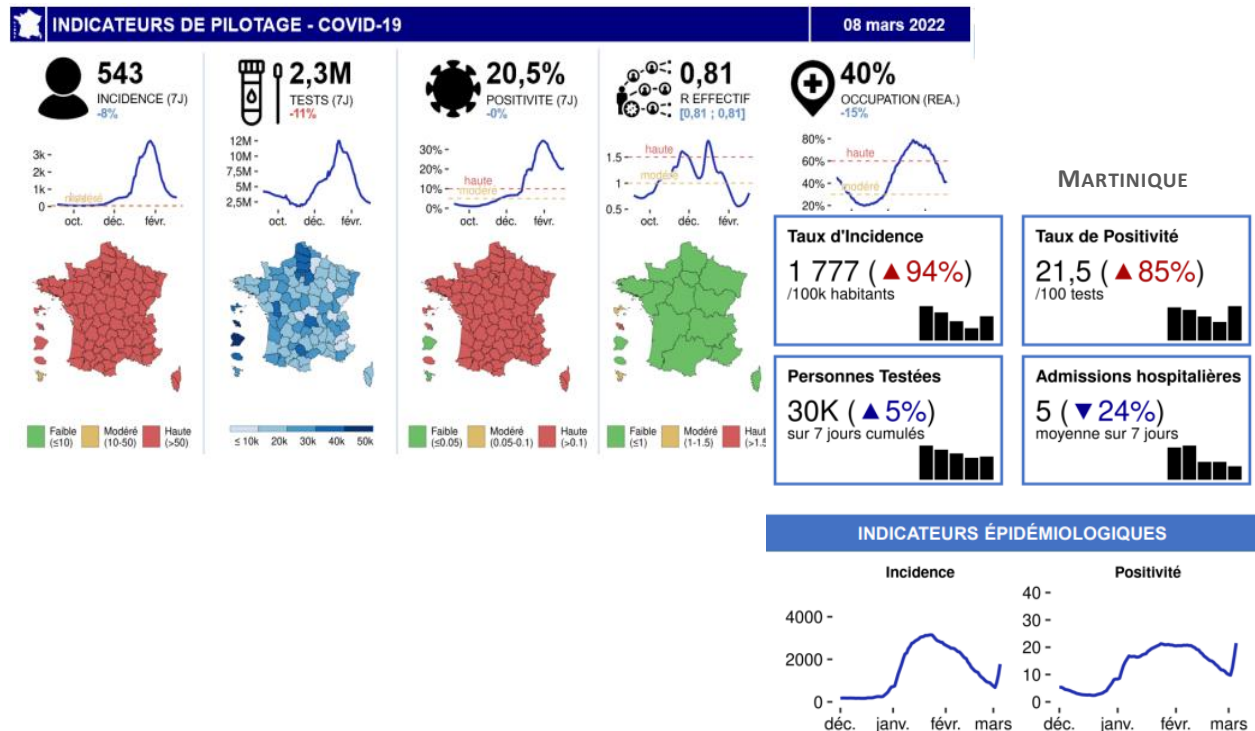 INDICATEURS DE PILOTAGE - COVID-19
08 mars 2022
543
INCIDENCE (7J)
-8%
2,3M
TESTS (7J)
-11%
20,5%
POSITIVITE (7J)
-0%
0,81
R EFFECTIF
[0,81 ; 0,81]
40%
OCCUPATION (REA.)
-15%
3k
2k
1k
0
oct.
déc.
févr.
12M
10M
7,5M
5M
2,5M
oct.
déc.
févr.
30%
20%
10%
0%
haute
modéré
oct.
déc.
févr.
1.5
1
0.5
haute
modéré
oct.
déc.
févr.
80%
60%
40%
20%
haute
modéré
Faible
(≤10)
Modéré
(10-50)
Haute
(>50)
≤ 10k 20k 30k 40k 50k
Faible
(≤0.05)
Modéré
(0.05-0.1)
Haute
(>0.1)
Faible
(≤1)
Modéré
(1-1.5)
Haut
(>1.5
MARTINIQUE
Taux d'Incidence
1 777 (▲94%)
/100k habitants
Taux de Positivité
21,5 (▲85%)
/100 tests
Personnes Testées
30K (▲5%)
sur 7 jours cumulés
Admissions hospitalières
5 (▼24%)
moyenne sur 7 jours
INDICATEURS ÉPIDÉMIOLOGIQUES
Incidence
4000
2000
0
déc. janv. févr. mars
Positivité
40
30
20
10
0
déc. janv. févr. mars